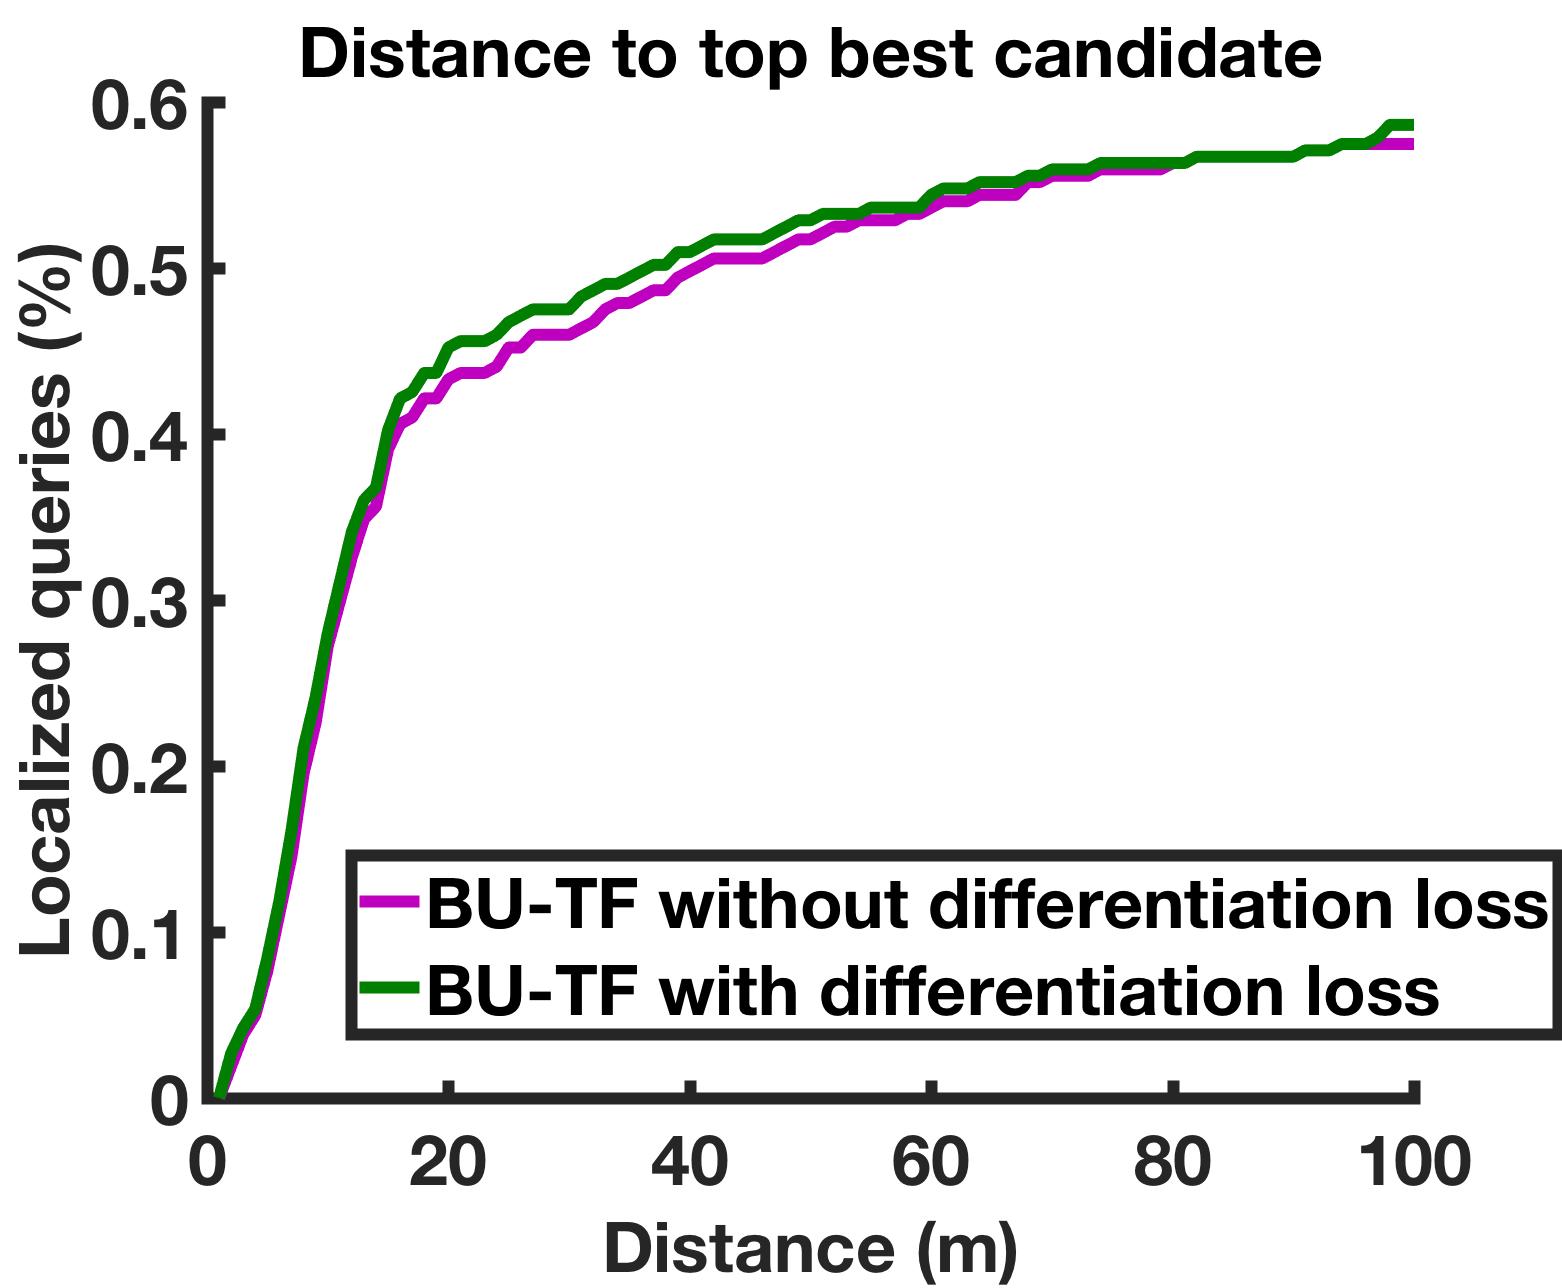 Distance to top best candidate
Localized queries (%)
0.6
0.5
0.4
0.3
0.2
0.1
0
BU-TF without differentiation loss
BU-TF with differentiation loss
0 20 40 60 80 100
Distance (m)